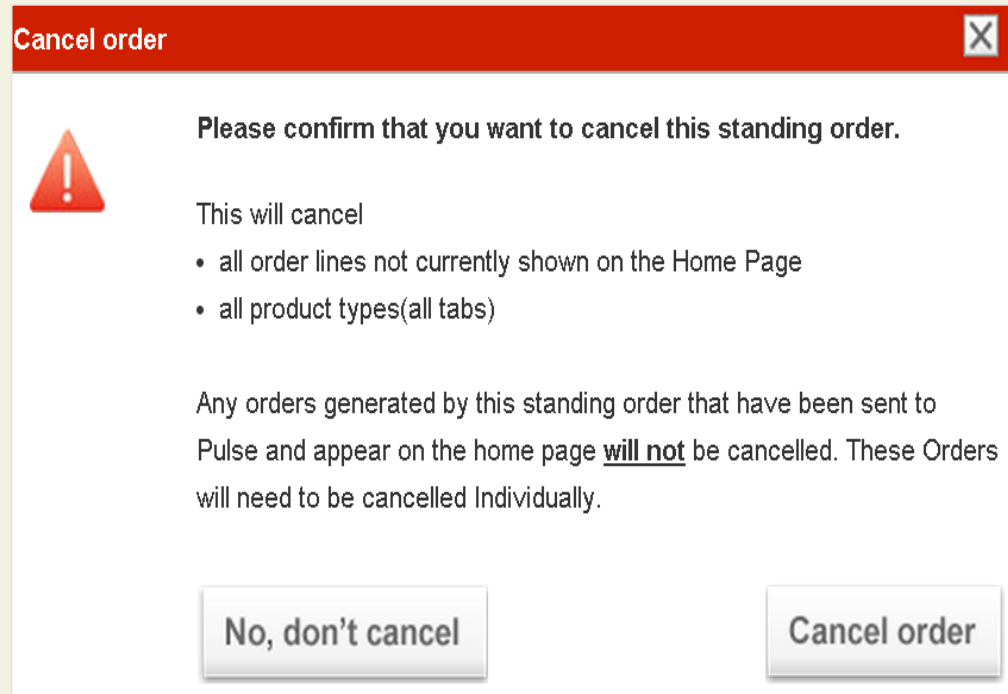 Cancel order
Please confirm that you want to cancel this standing order.
This will cancel
• all order lines not currently shown on the Home Page
• all product types(all tabs)
Any orders generated by this standing order that have been sent to
Pulse and appear on the home page will not be cancelled. These Orders
will need to be cancelled Individually.
No, don't cancel
Cancel order